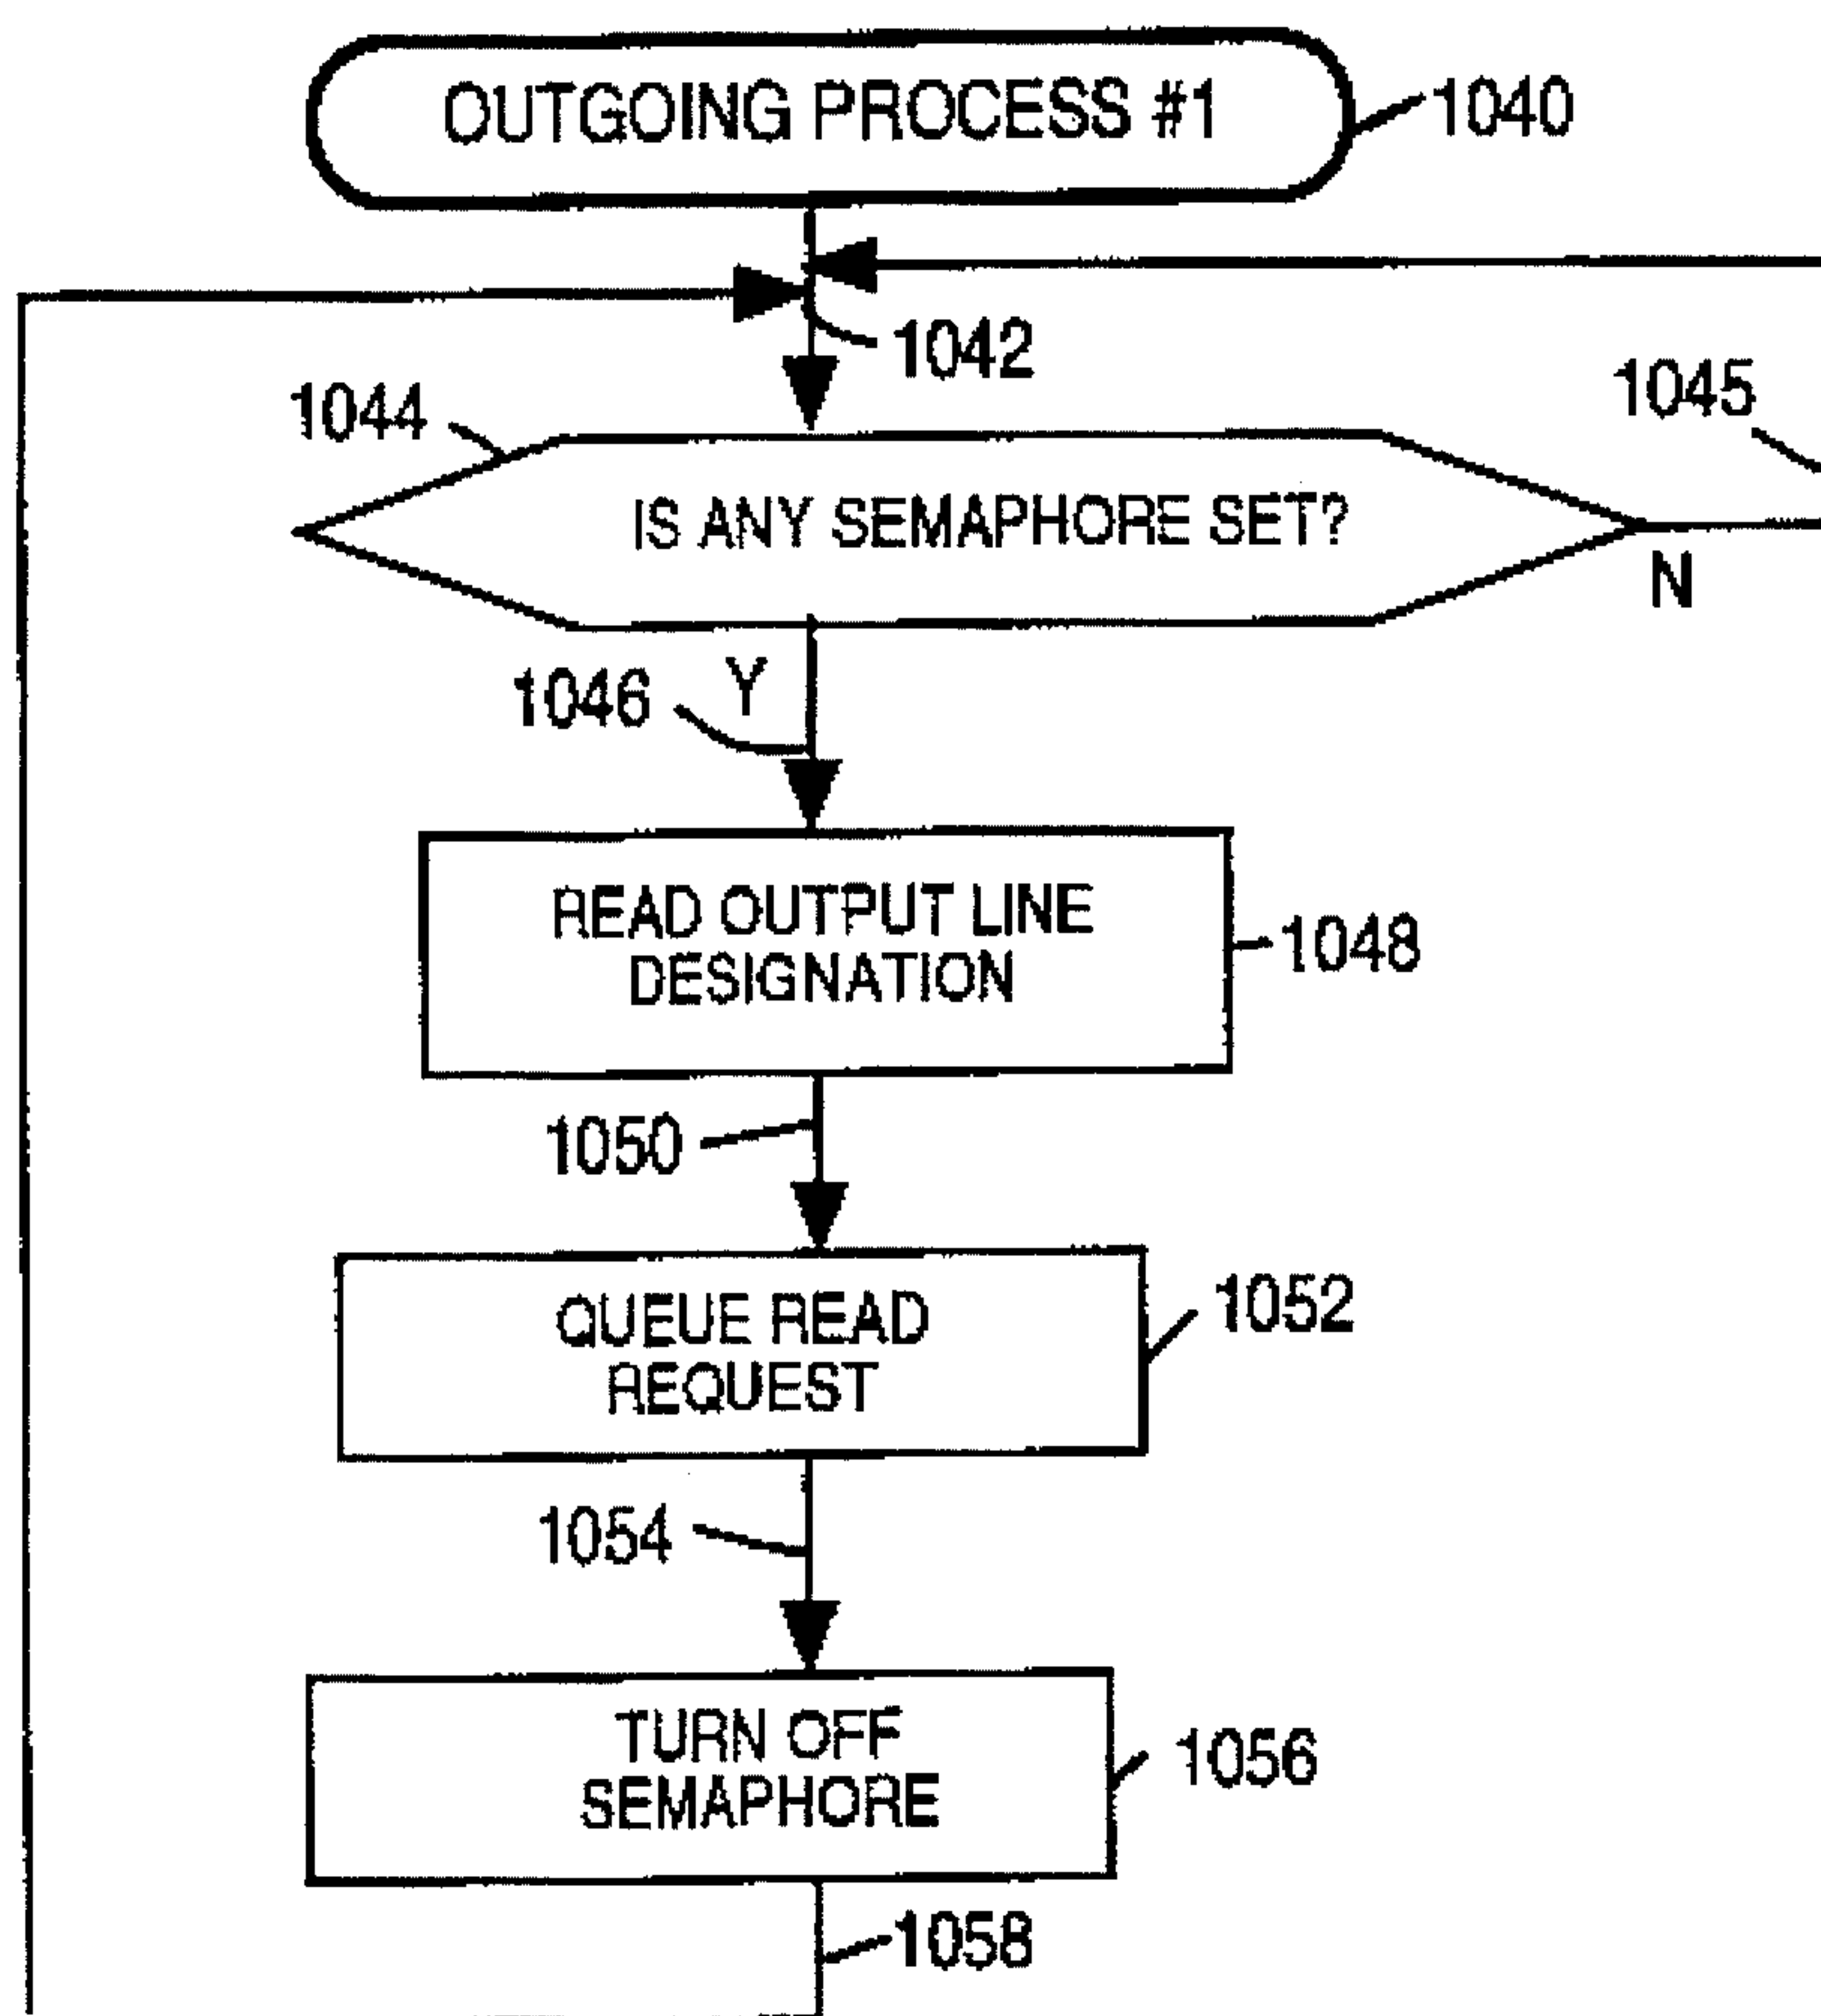 OUTGOING PROCESS #1
1040
1042
1044
1045
IS ANY SEMAPHORE SET?
N
1046
Y
READ OUTPUT LINE
DESIGNATION
1048
1050
QUEUE READ
REQUEST
1052
1054
TURN OFF
SEMAPHORE
1056
1058